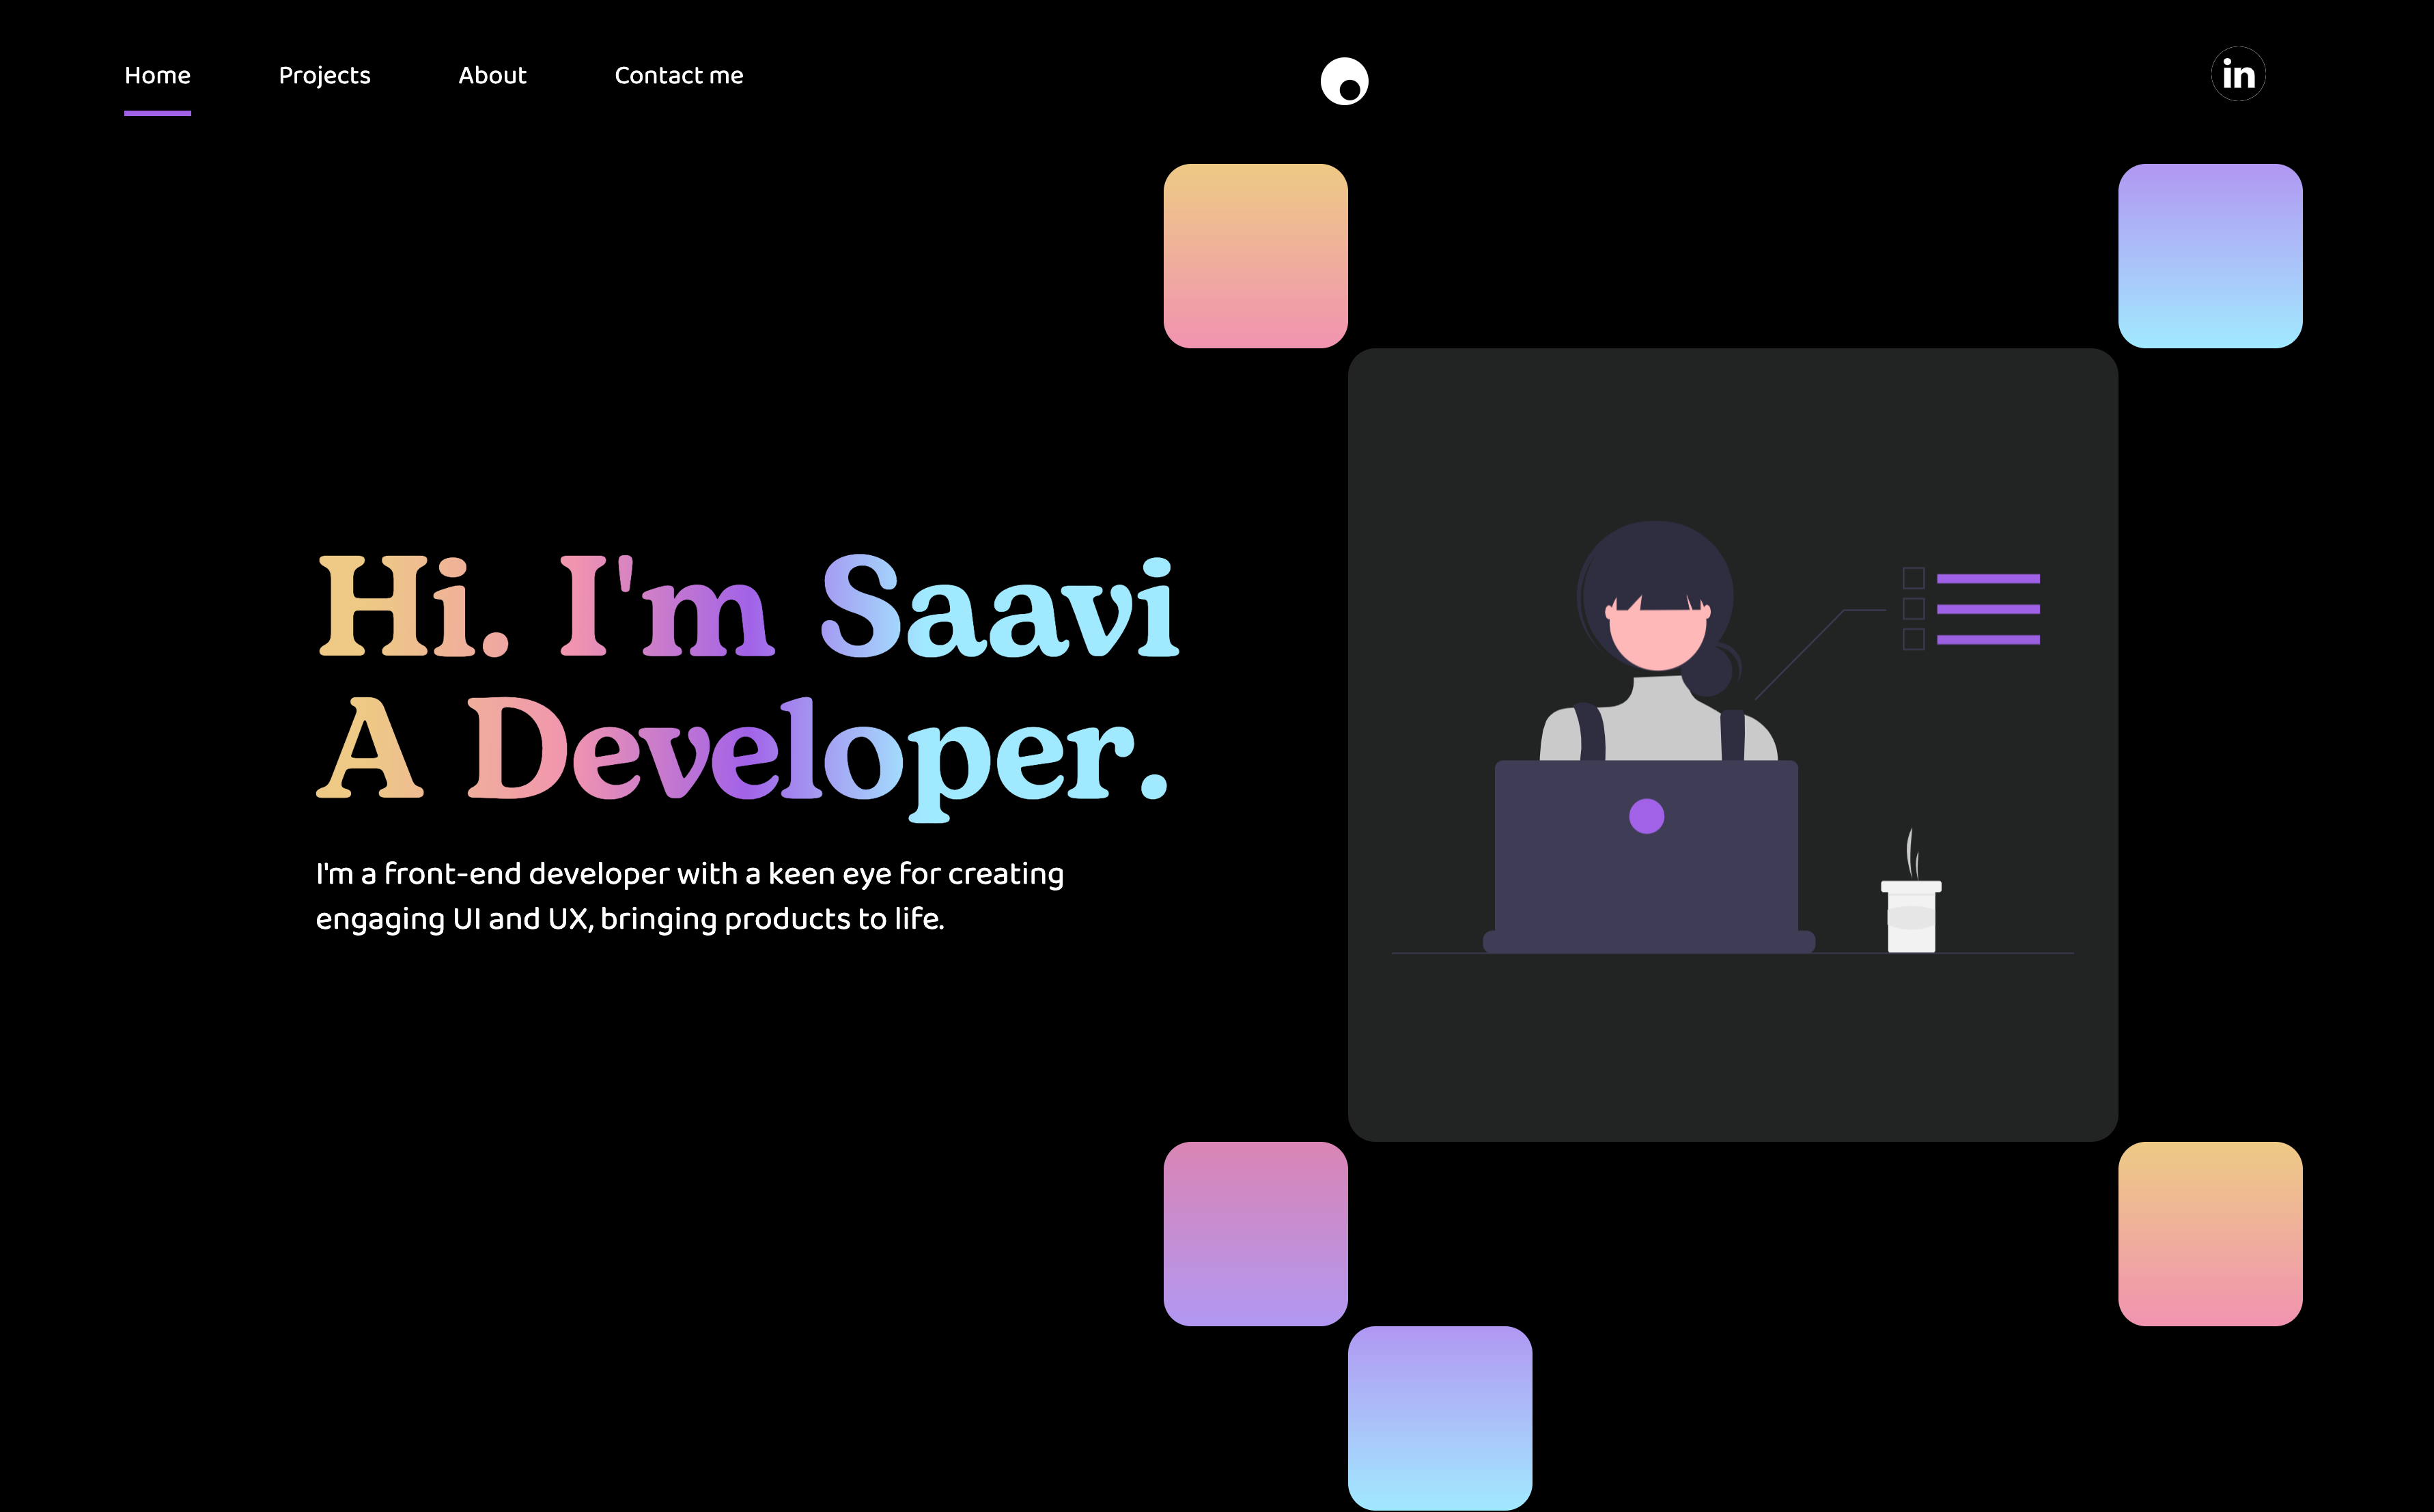 Home Projects About Contact me
in
Hi. I'm Saavi
A Developer.
I'm a front-end developer with a keen eye for creating
engaging UI and UX, bringing products to life.